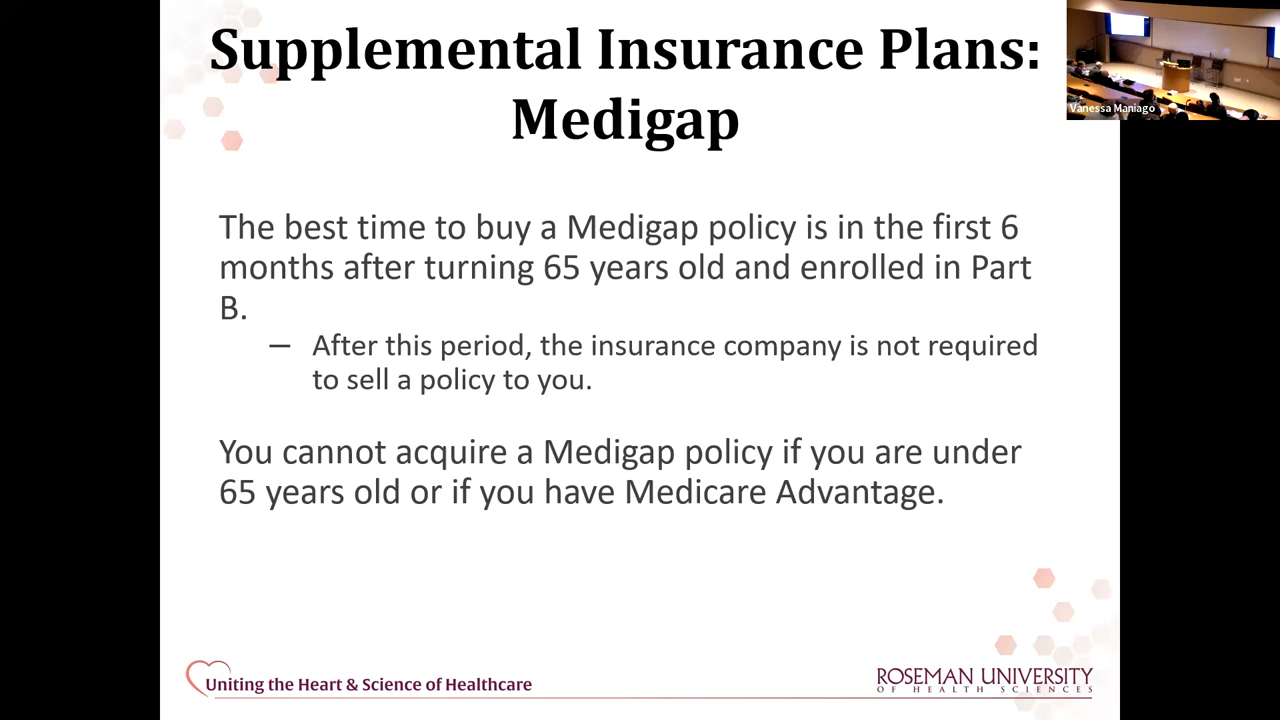 Supplemental Insurance Plans:
Medigap
Vanessa Maniago
The best time to buy a Medigap policy is in the first 6
months after turning 65 years old and enrolled in Part
B.
— After this period, the insurance company is not required
to sell a policy to you.
You cannot acquire a Medigap policy if you are under
65 years old or if you have Medicare Advantage.
Uniting the Heart & Science of Healthcare
ROSEMAN UNIVERSITY
OF HEALTH SCIENCES